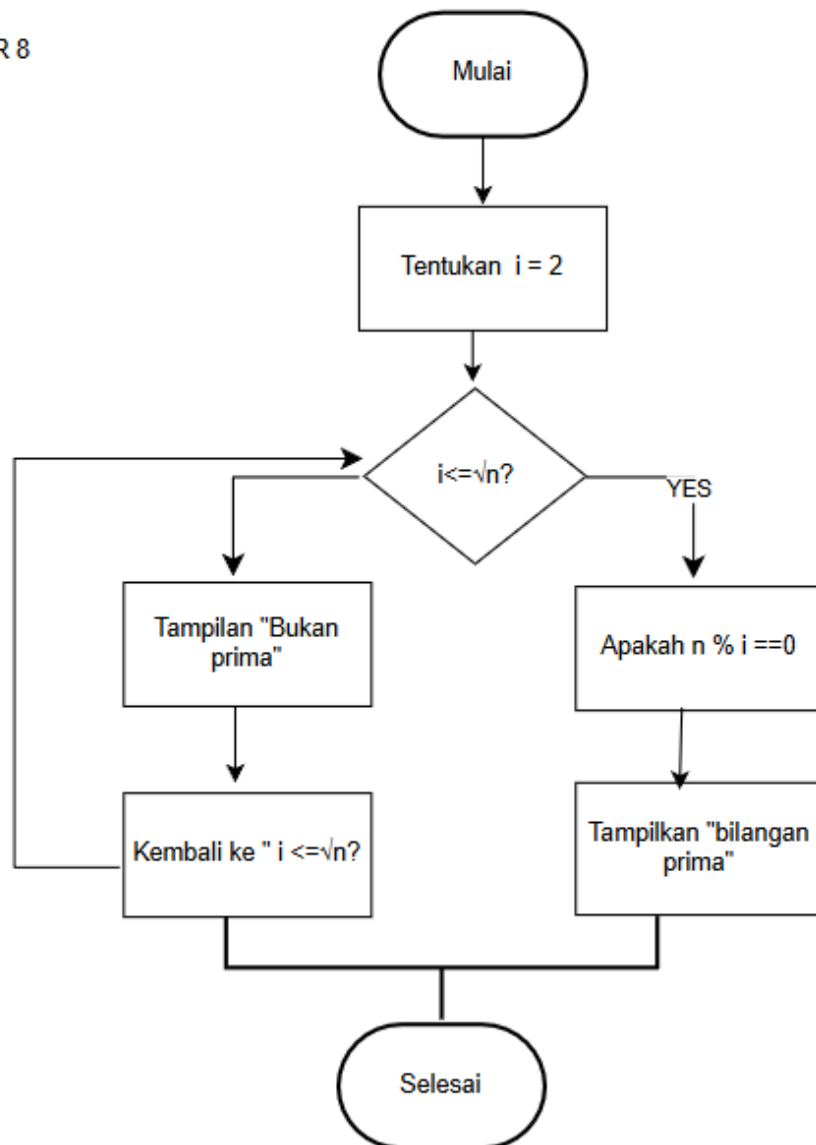 R 8
Mulai
Tentukan i = 2
i<=√n?
YES
Tampilan "Bukan
prima"
Apakah n % i ==0
Kembali ke " i <=√n?
Tampilkan "bilangan
prima"
Selesai